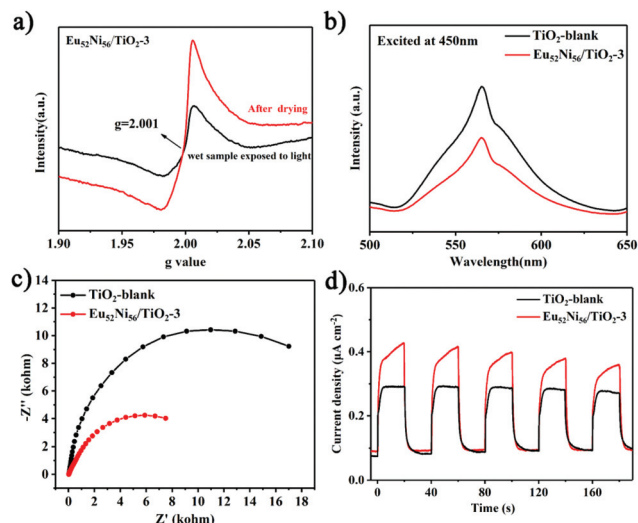 a)
Eu₅₂Ni₅₆/TiO₂-3
After drying
g=2.001
wet sample exposed to light
Intensity(a.u.)
1.90 1.95 2.00 2.05 2.10
g value
b)
Excited at 450nm
TiO₂-blank
Eu₅₂Ni₅₆/TiO₂-3
Intensity (a.u.)
500 550 600 650
Wavelength(nm)
c)
TiO₂-blank
Eu₅₂Ni₅₆/TiO₂-3
-Z'' (kohm)
14
12
10
8
6
4
2
0
0 2 4 6 8 10 12 14 16 18
Z' (kohm)
d)
TiO₂-blank
Eu₅₂Ni₅₆/TiO₂-3
Current density (μA cm⁻²)
0.6
0.4
0.2
0.0
0 40 80 120 160
Time (s)